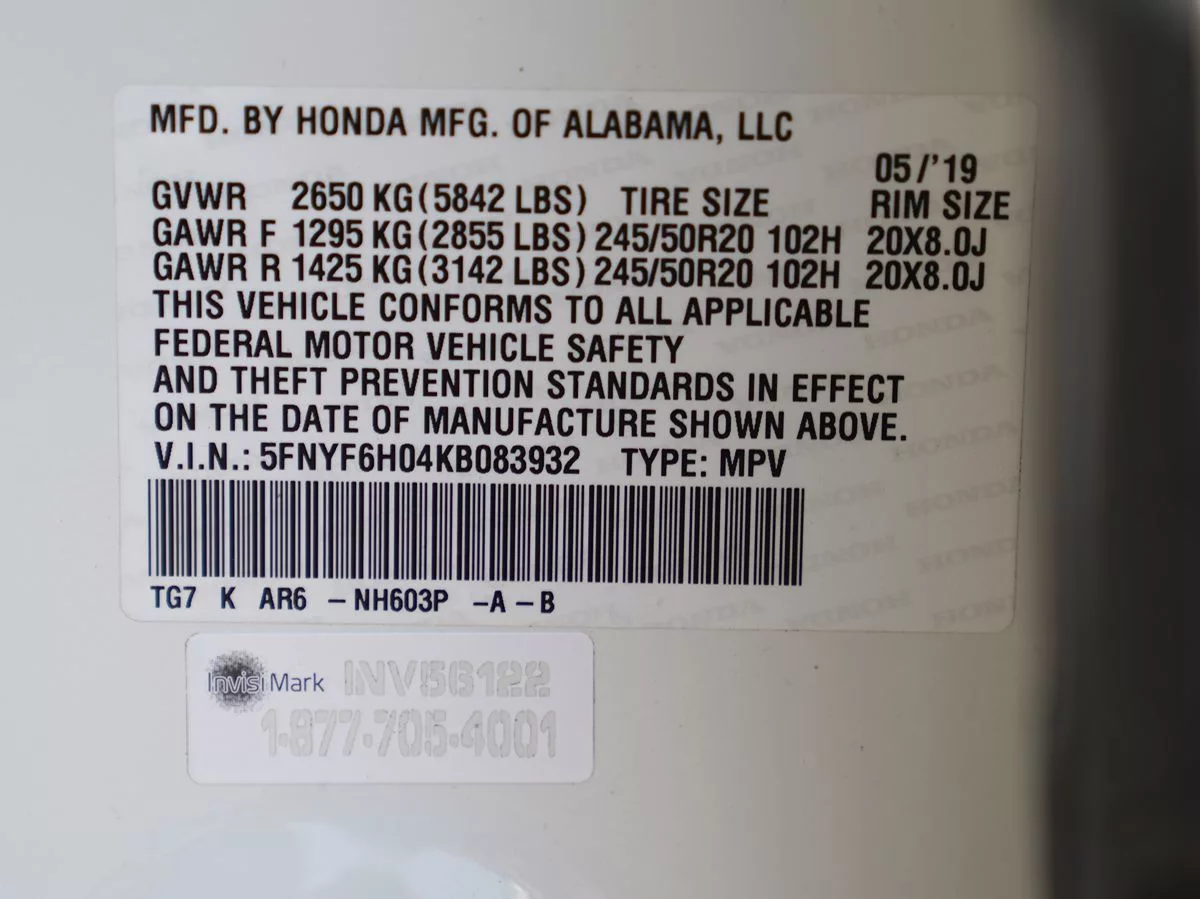 MFD. BY HONDA MFG. OF ALABAMA, LLC
05/'19
GVWR 2650 KG(5842 LBS) TIRE SIZE RIM SIZE
GAWR F 1295 KG(2855 LBS) 245/50R20 102H 20X8.0J
GAWR R 1425 KG(3142 LBS) 245/50R20 102H 20X8.0J
THIS VEHICLE CONFORMS TO ALL APPLICABLE
FEDERAL MOTOR VEHICLE SAFETY
AND THEFT PREVENTION STANDARDS IN EFFECT
ON THE DATE OF MANUFACTURE SHOWN ABOVE.
V.I.N.: 5FNYF6H04KB083932 TYPE: MPV
TG7 K AR6 -NH603P -A-B
InvisiMark INV56122
1-877-705-4001